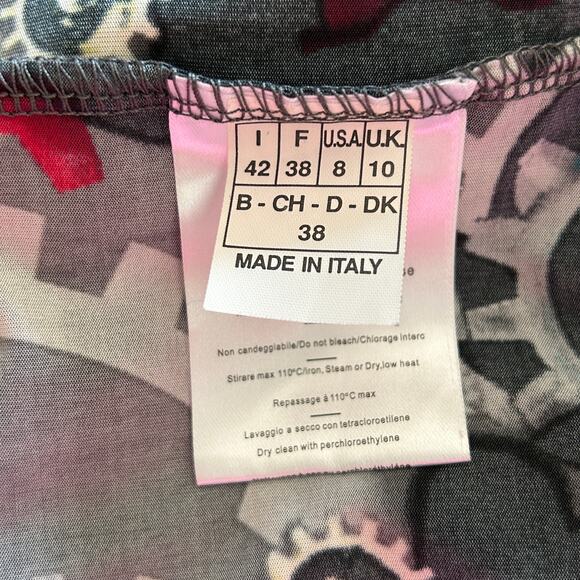 I F U.S.A. U.K.
42 38 8 10
B - CH - D - DK
38
MADE IN ITALY
Non candeggiabile/Do not bleach/Chlorage interc
Stirare max 110°C/Iron, Steam or Dry,low heat
Repassage à 110°C max
Lavaggio a secco con tetracloroetilene
Dry clean with perchloroethylene
perchloréthylène